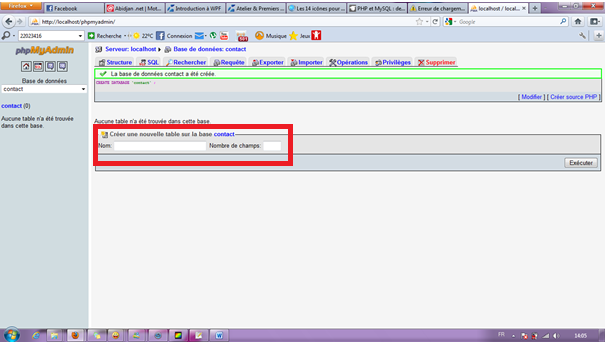 Firefox
Facebook
Abidjan.net | Mot...
Introduction à WPF
Atelier & Premiers ...
Les 14 icônes pour ...
PHP et MySQL : de...
Erreur de chargem...
localhost / local...
http://localhost/phpmyadmin/
Google
22023416
Recherche
22°C
Connexion
Musique
Jeux
phpMyAdmin
Serveur: localhost
Base de données: contact
Structure
SQL
Rechercher
Requête
Exporter
Importer
Opérations
Privilèges
Supprimer
Base de données
contact
La base de données contact a été créée.
CREATE DATABASE `contact` ;
[ Modifier ] [ Créer source PHP ]
contact (0)
Aucune table n'a été trouvée
dans cette base.
Aucune table n'a été trouvée dans cette base.
Créer une nouvelle table sur la base contact
Nom:
Nombre de champs:
Exécuter
FR
14:05